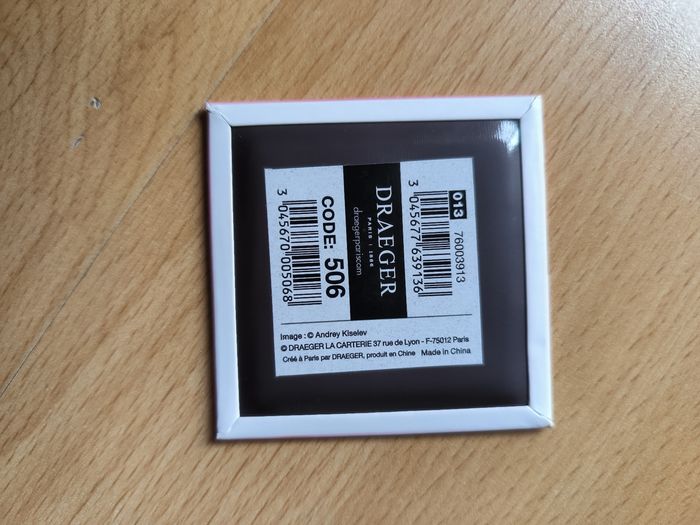 013
76003913
3 045677 639136
DRAEGER
PARIS | 1886
draegerparis.com
CODE: 506
3 045670 005068
Image : © Andrey Kiselev
© DRAEGER LA CARTERIE 37 rue de Lyon - F-75012 Paris
Créé à Paris par DRAEGER, produit en Chine Made in China